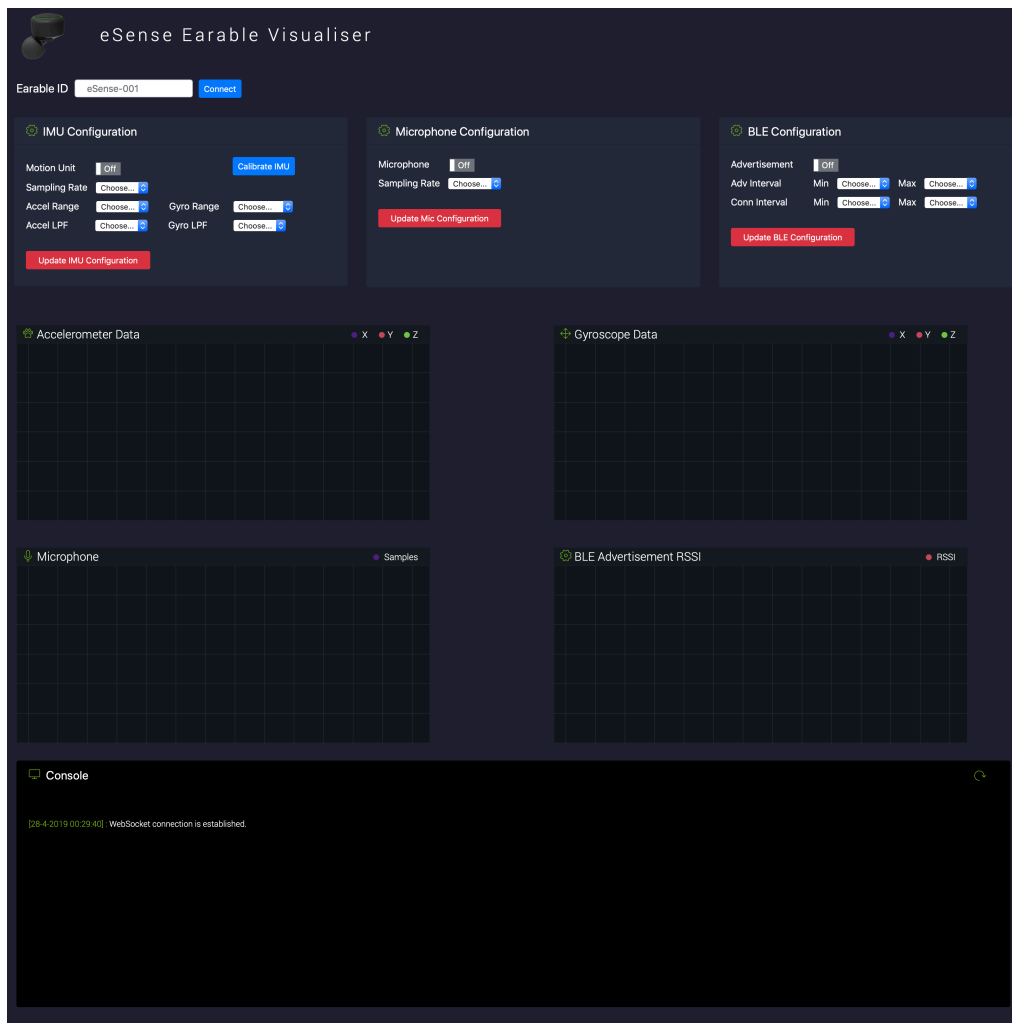 eSense Earable Visualiser
Earable ID eSense-001 Connect
IMU Configuration
Motion Unit Off Calibrate IMU
Sampling Rate Choose...
Accel Range Choose... Gyro Range Choose...
Accel LPF Choose... Gyro LPF Choose...
Update IMU Configuration
Microphone Configuration
Microphone Off
Sampling Rate Choose...
Update Mic Configuration
BLE Configuration
Advertisement Off
Adv Interval Min Choose... Max Choose...
Conn Interval Min Choose... Max Choose...
Update BLE Configuration
Accelerometer Data X Y Z
Gyroscope Data X Y Z
Microphone Samples
BLE Advertisement RSSI RSSI
Console
[28-4-2019 00:29:40] : WebSocket connection is established.